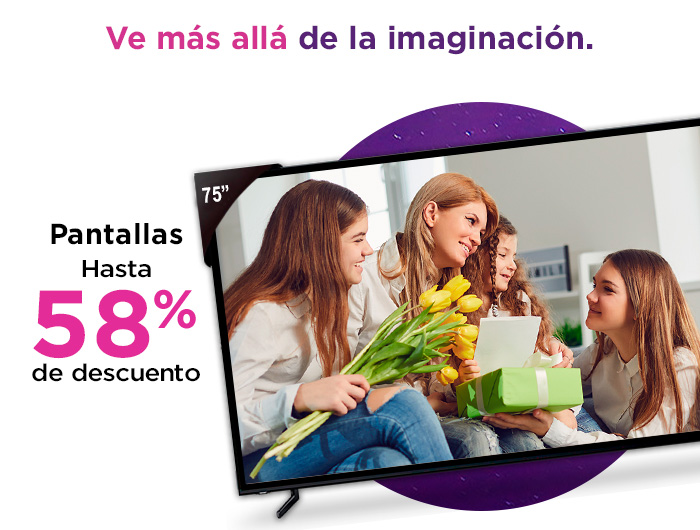 Ve más allá de la imaginación.
75”
Pantallas
Hasta
58%
de descuento